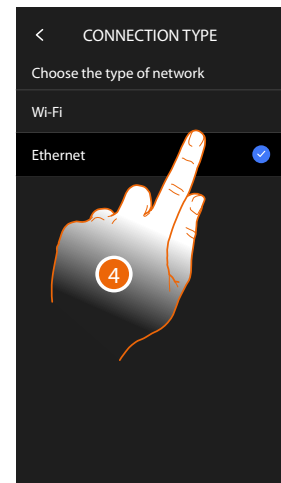 CONNECTION TYPE
Choose the type of network
Wi-Fi
Ethernet
4